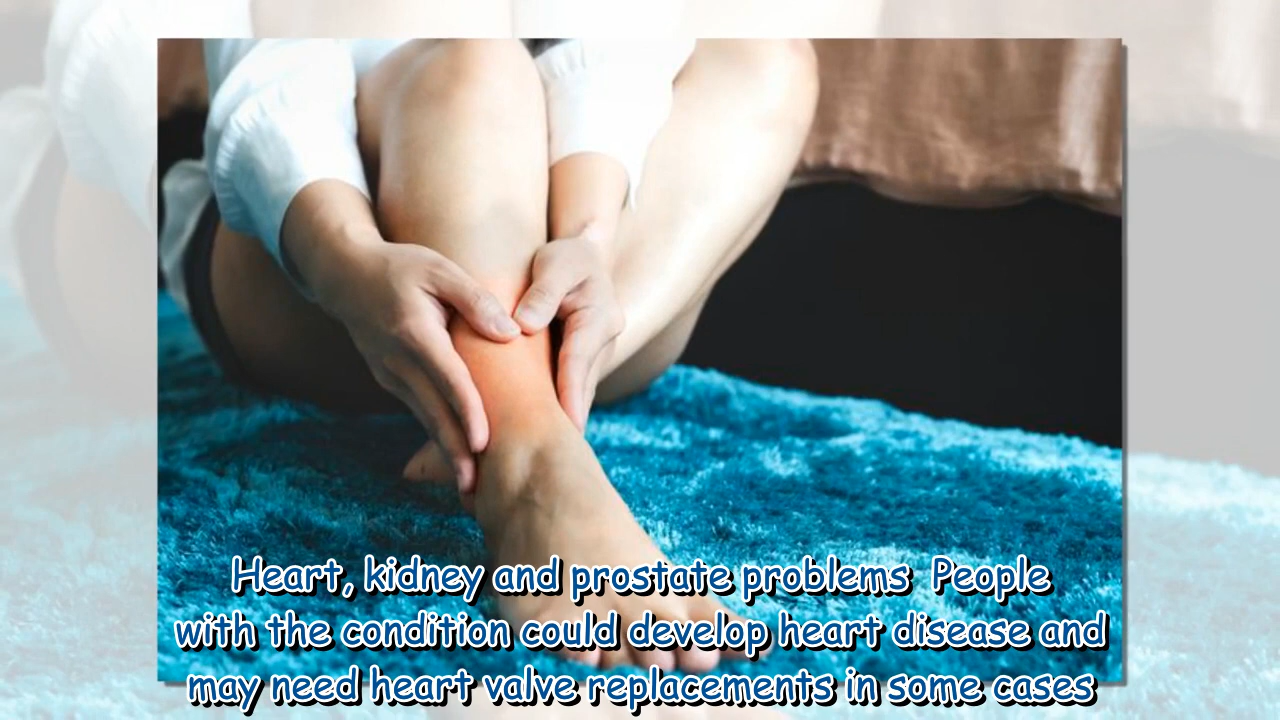 Heart, kidney and prostate problems  People
with the condition could develop heart disease and
may need heart valve replacements in some cases